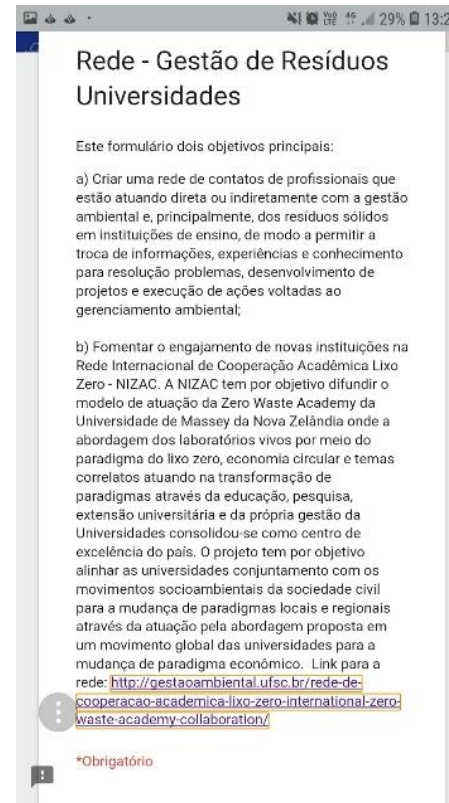 VoD
LTE 4G 29% 13:2
Rede - Gestão de Resíduos
Universidades
Este formulário dois objetivos principais:
a) Criar uma rede de contatos de profissionais que
estão atuando direta ou indiretamente com a gestão
ambiental e, principalmente, dos resíduos sólidos
em instituições de ensino, de modo a permitir a
troca de informações, experiências e conhecimento
para resolução problemas, desenvolvimento de
projetos e execução de ações voltadas ao
gerenciamento ambiental;
b) Fomentar o engajamento de novas instituições na
Rede Internacional de Cooperação Acadêmica Lixo
Zero - NIZAC. A NIZAC tem por objetivo difundir o
modelo de atuação da Zero Waste Academy da
Universidade de Massey da Nova Zelândia onde a
abordagem dos laboratórios vivos por meio do
paradigma do lixo zero, economia circular e temas
correlatos atuando na transformação de
paradigmas através da educação, pesquisa,
extensão universitária e da própria gestão da
Universidades consolidou-se como centro de
excelência do país. O projeto tem por objetivo
alinhar as universidades conjuntamento com os
movimentos socioambientais da sociedade civil
para a mudança de paradigmas locais e regionais
através da atuação pela abordagem proposta em
um movimento global das universidades para a
mudança de paradigma econômico. Link para a
rede: http://gestaoambiental.ufsc.br/rede-de-
cooperacao-academica-lixo-zero-international-zero-
waste-academy-collaboration/
*Obrigatório